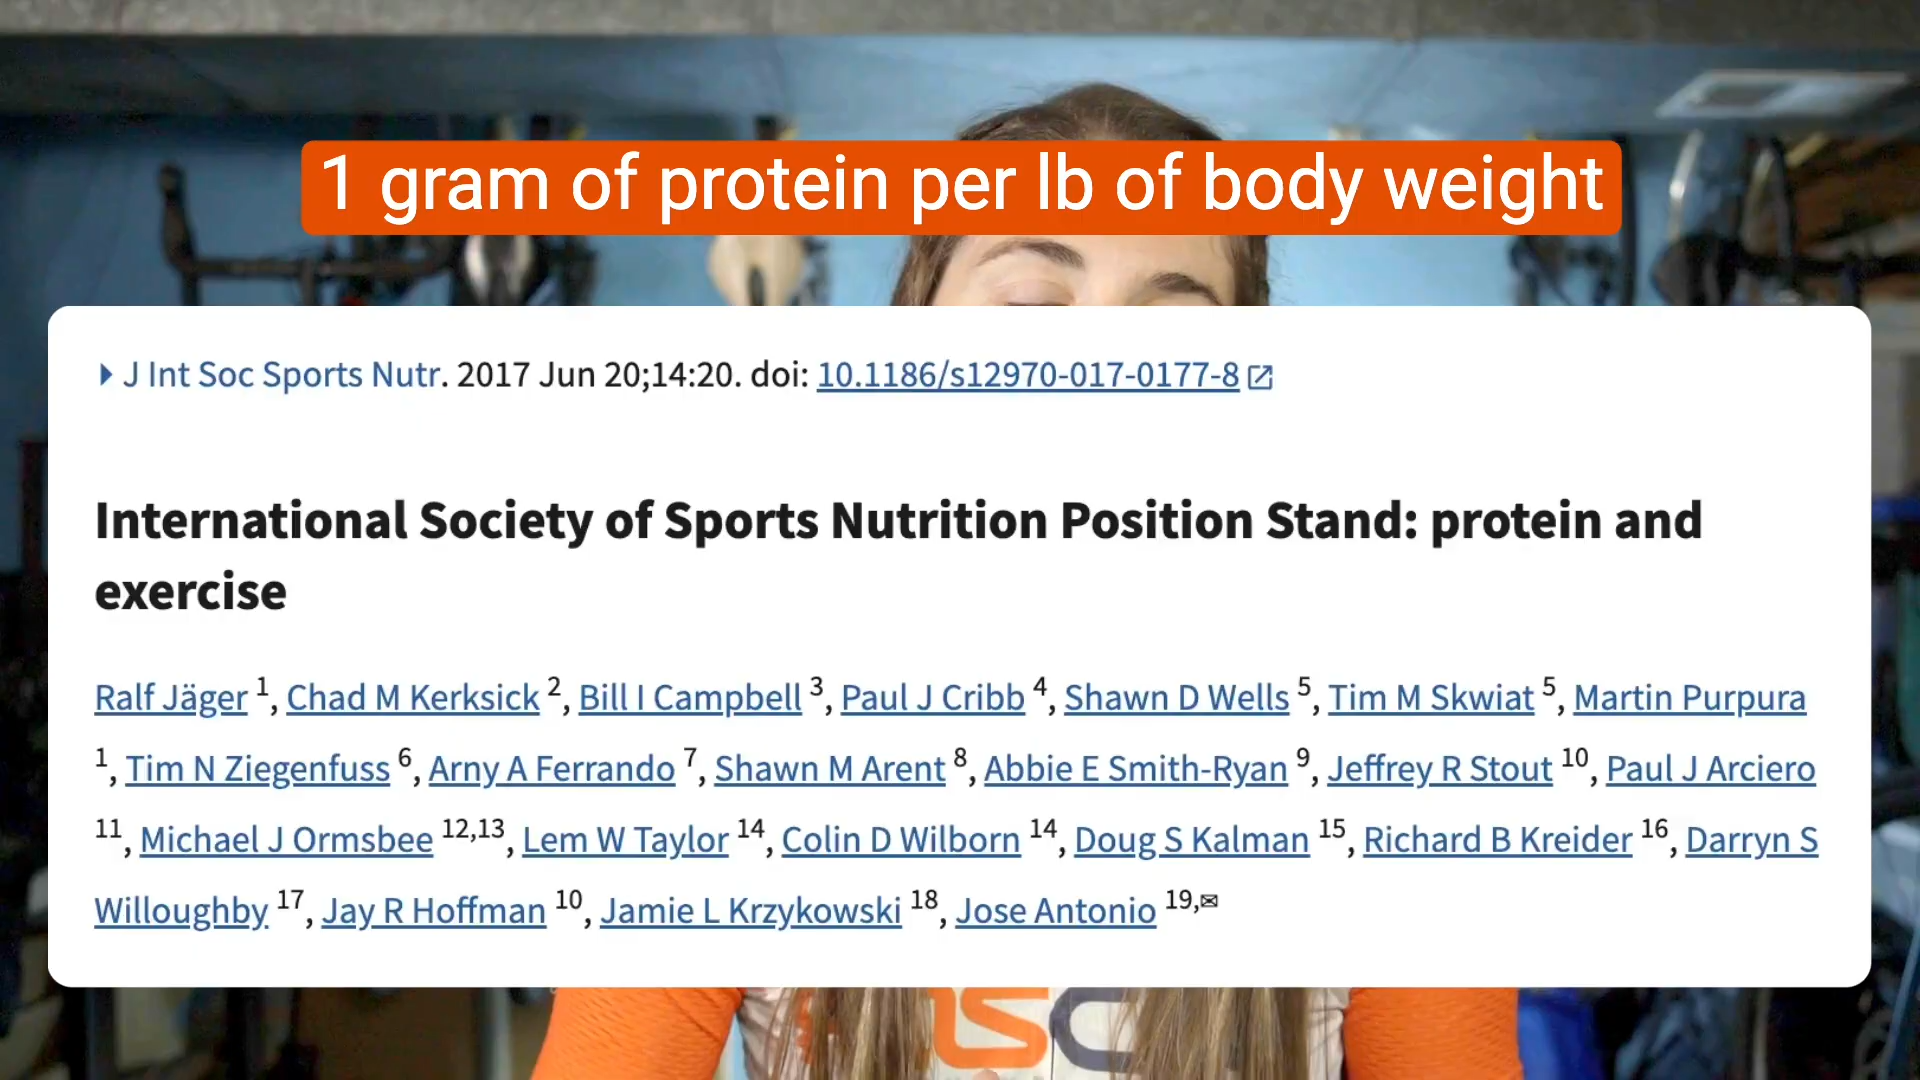 1 gram of protein per lb of body weight
J Int Soc Sports Nutr. 2017 Jun 20;14:20. doi: 10.1186/s12970-017-0177-8
International Society of Sports Nutrition Position Stand: protein and
exercise
Ralf Jäger 1, Chad M Kerksick 2, Bill I Campbell 3, Paul J Cribb 4, Shawn D Wells 5, Tim M Skwiat 5, Martin Purpura
1, Tim N Ziegenfuss 6, Arny A Ferrando 7, Shawn M Arent 8, Abbie E Smith-Ryan 9, Jeffrey R Stout 10, Paul J Arciero
11, Michael J Ormsbee 12,13, Lem W Taylor 14, Colin D Wilborn 14, Doug S Kalman 15, Richard B Kreider 16, Darryn S
Willoughby 17, Jay R Hoffman 10, Jamie L Krzykowski 18, Jose Antonio 19,✉